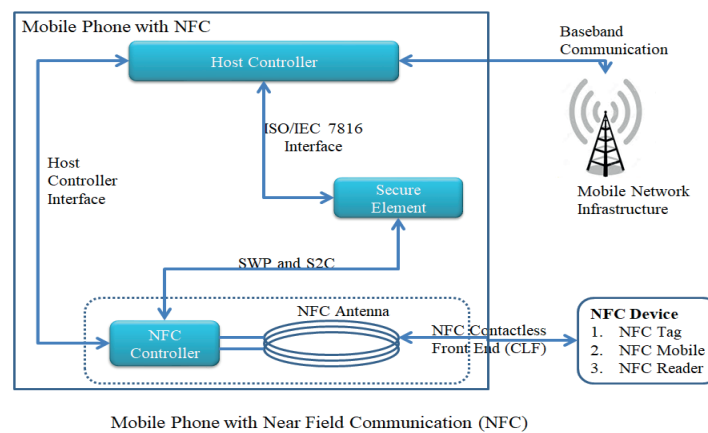 Mobile Phone with NFC
Host Controller
Baseband
Communication
ISO/IEC 7816
Interface
Host
Controller
Interface
Secure
Element
Mobile Network
Infrastructure
SWP and S2C
NFC Antenna
NFC
Controller
NFC Contactless
Front End (CLF)
NFC Device
1. NFC Tag
2. NFC Mobile
3. NFC Reader
Mobile Phone with Near Field Communication (NFC)